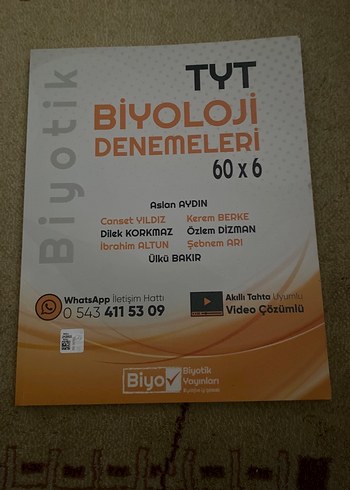 Biyotik
TYT
BİYOLOJİ
DENEMELERİ
60 x 6
Aslan AYDIN
Canset YILDIZ Kerem BERKE
Dilek KORKMAZ Özlem DİZMAN
İbrahim ALTUN Şebnem ARI
Ülkü BAKIR
WhatsApp İletişim Hattı
0 543 411 53 09
Akıllı Tahta Uyumlu
Video Çözümlü
Biyo
Biyotik
Yayınları